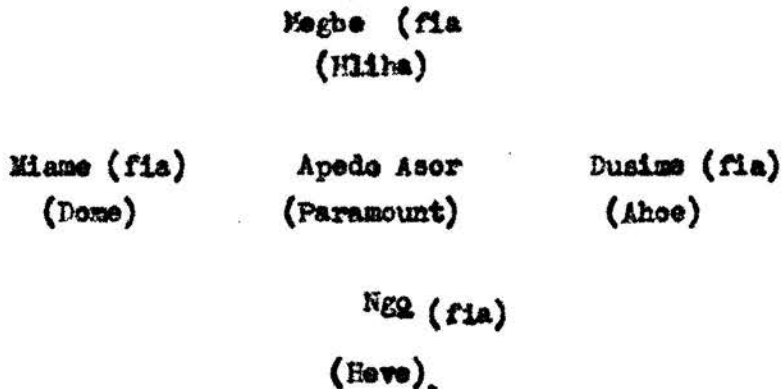 Megbe (fia
(Hliha)
Miame (fia) Apedo Asor Dusime (fia)
(Dome) (Paramount) (Ahoe)
Ngo̲ (fia)
(Heve).